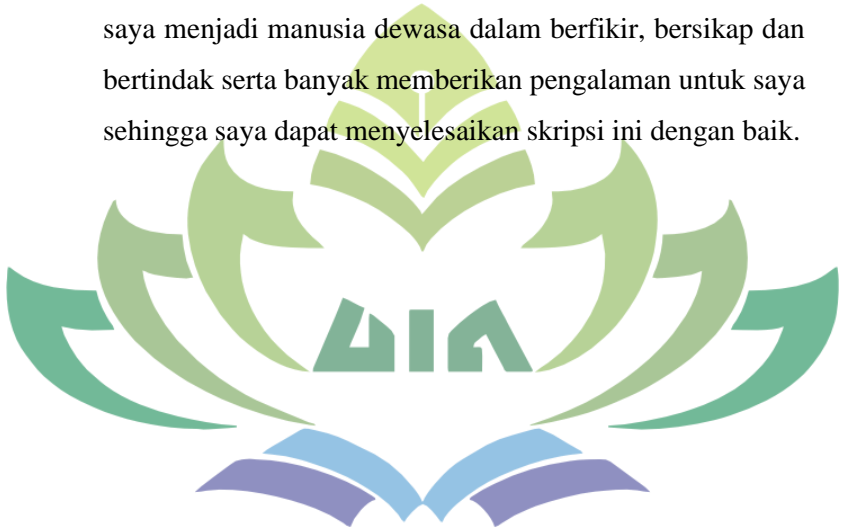 saya menjadi manusia dewasa dalam berfikir, bersikap dan
bertindak serta banyak memberikan pengalaman untuk saya
sehingga saya dapat menyelesaikan skripsi ini dengan baik.